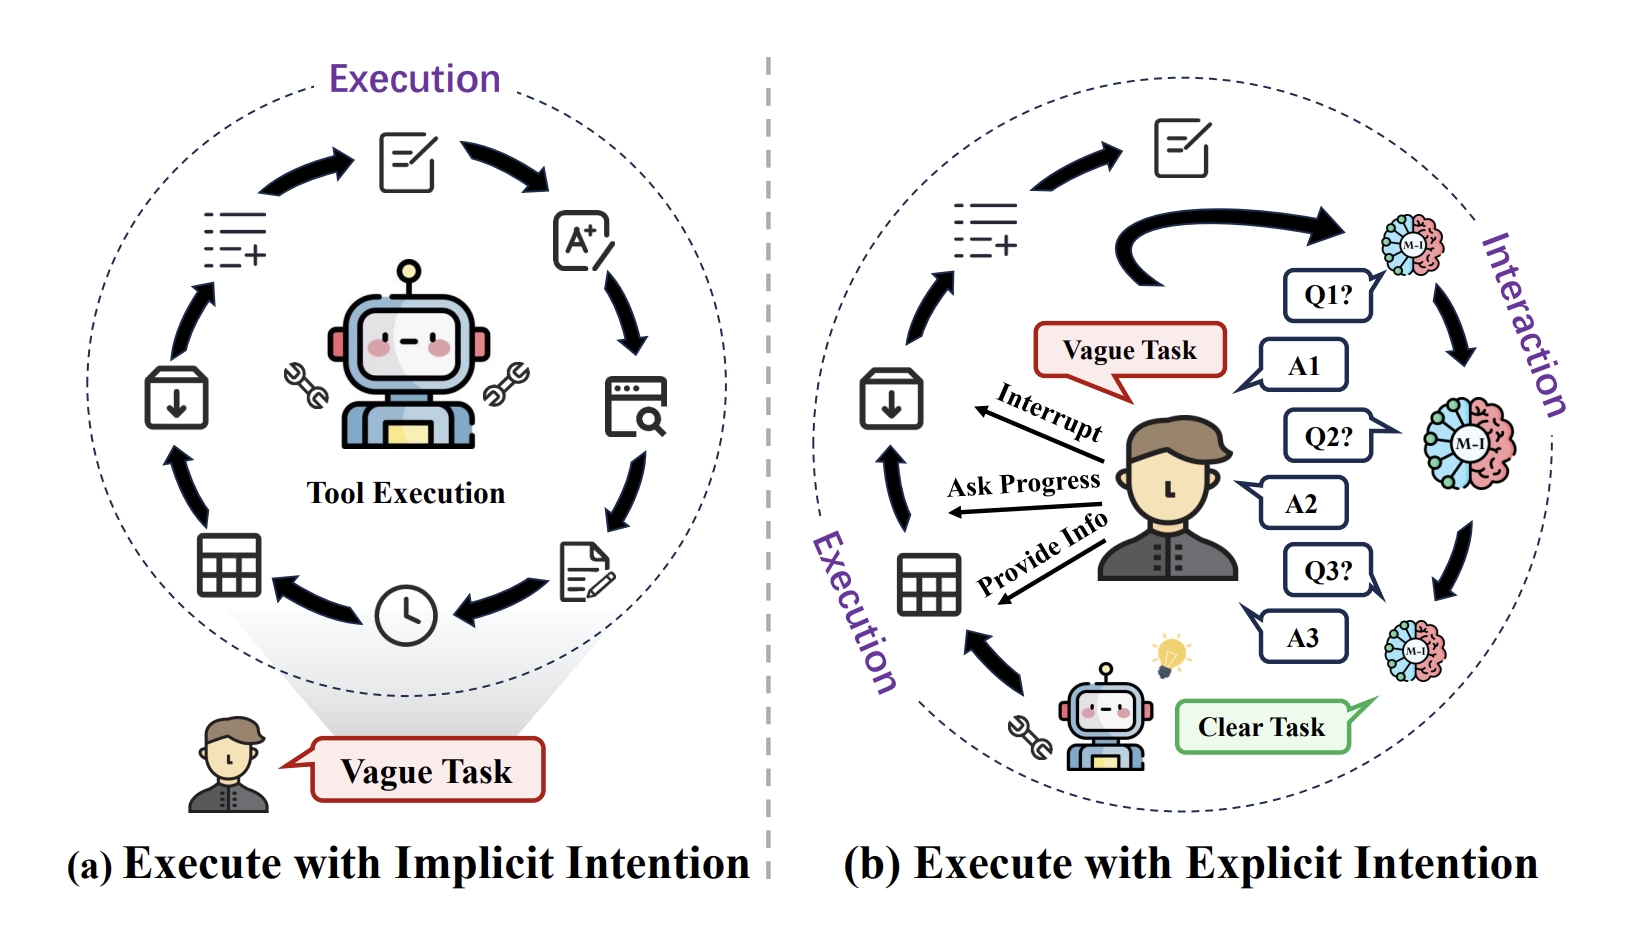 Execution
A+
Tool Execution
Vague Task
(a) Execute with Implicit Intention
M-I
Interaction
Q1?
Vague Task
A1
Interrupt
Q2?
M-I
Ask Progress
A2
Provide Info
Execution
Q3?
A3
M-I
Clear Task
(b) Execute with Explicit Intention